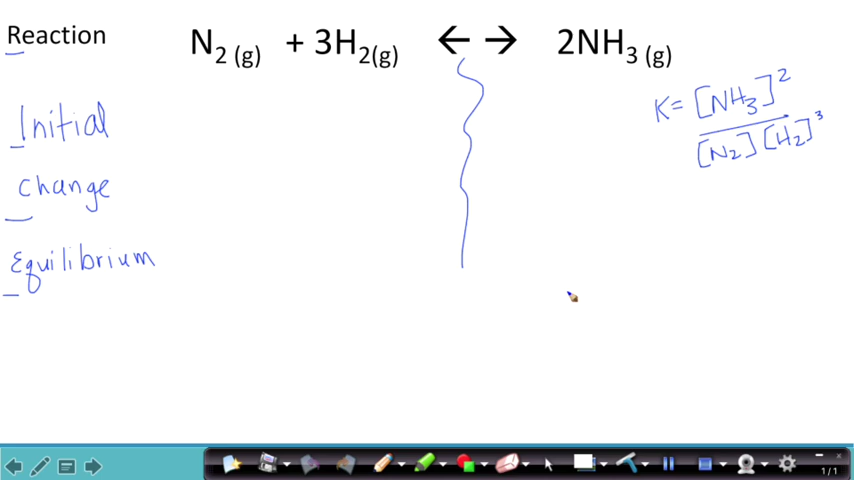 Reaction N₂ (g) + 3H₂(g) ← → 2NH₃ (g)
K = [NH₃]²
[N₂] [H₂]³
Initial
Change
Equilibrium
1/1